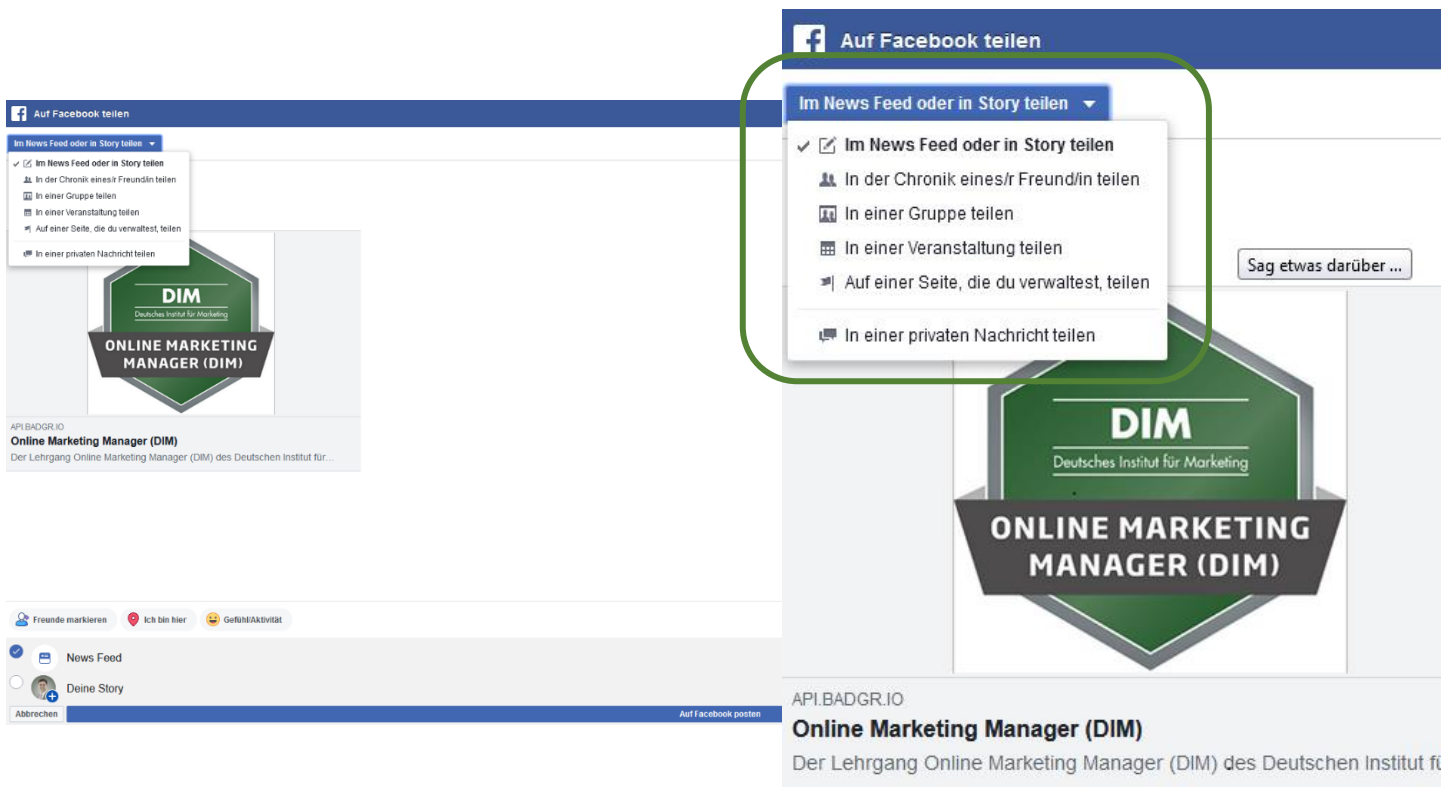 Auf Facebook teilen
Im News Feed oder in Story teilen
Im News Feed oder in Story teilen
In der Chronik eines/r Freund/in teilen
In einer Gruppe teilen
In einer Veranstaltung teilen
Auf einer Seite, die du verwaltest, teilen
In einer privaten Nachricht teilen
DIM
Deutsches Institut für Marketing
ONLINE MARKETING
MANAGER (DIM)
API.BADGR.IO
Online Marketing Manager (DIM)
Der Lehrgang Online Marketing Manager (DIM) des Deutschen Institut für...
Freunde markieren Ich bin hier Gefühl/Aktivität
News Feed
Deine Story
Abbrechen Auf Facebook posten
Auf Facebook teilen
Im News Feed oder in Story teilen
Im News Feed oder in Story teilen
In der Chronik eines/r Freund/in teilen
In einer Gruppe teilen
In einer Veranstaltung teilen
Sag etwas darüber ...
Auf einer Seite, die du verwaltest, teilen
In einer privaten Nachricht teilen
DIM
Deutsches Institut für Marketing
ONLINE MARKETING
MANAGER (DIM)
API.BADGR.IO
Online Marketing Manager (DIM)
Der Lehrgang Online Marketing Manager (DIM) des Deutschen Institut fü